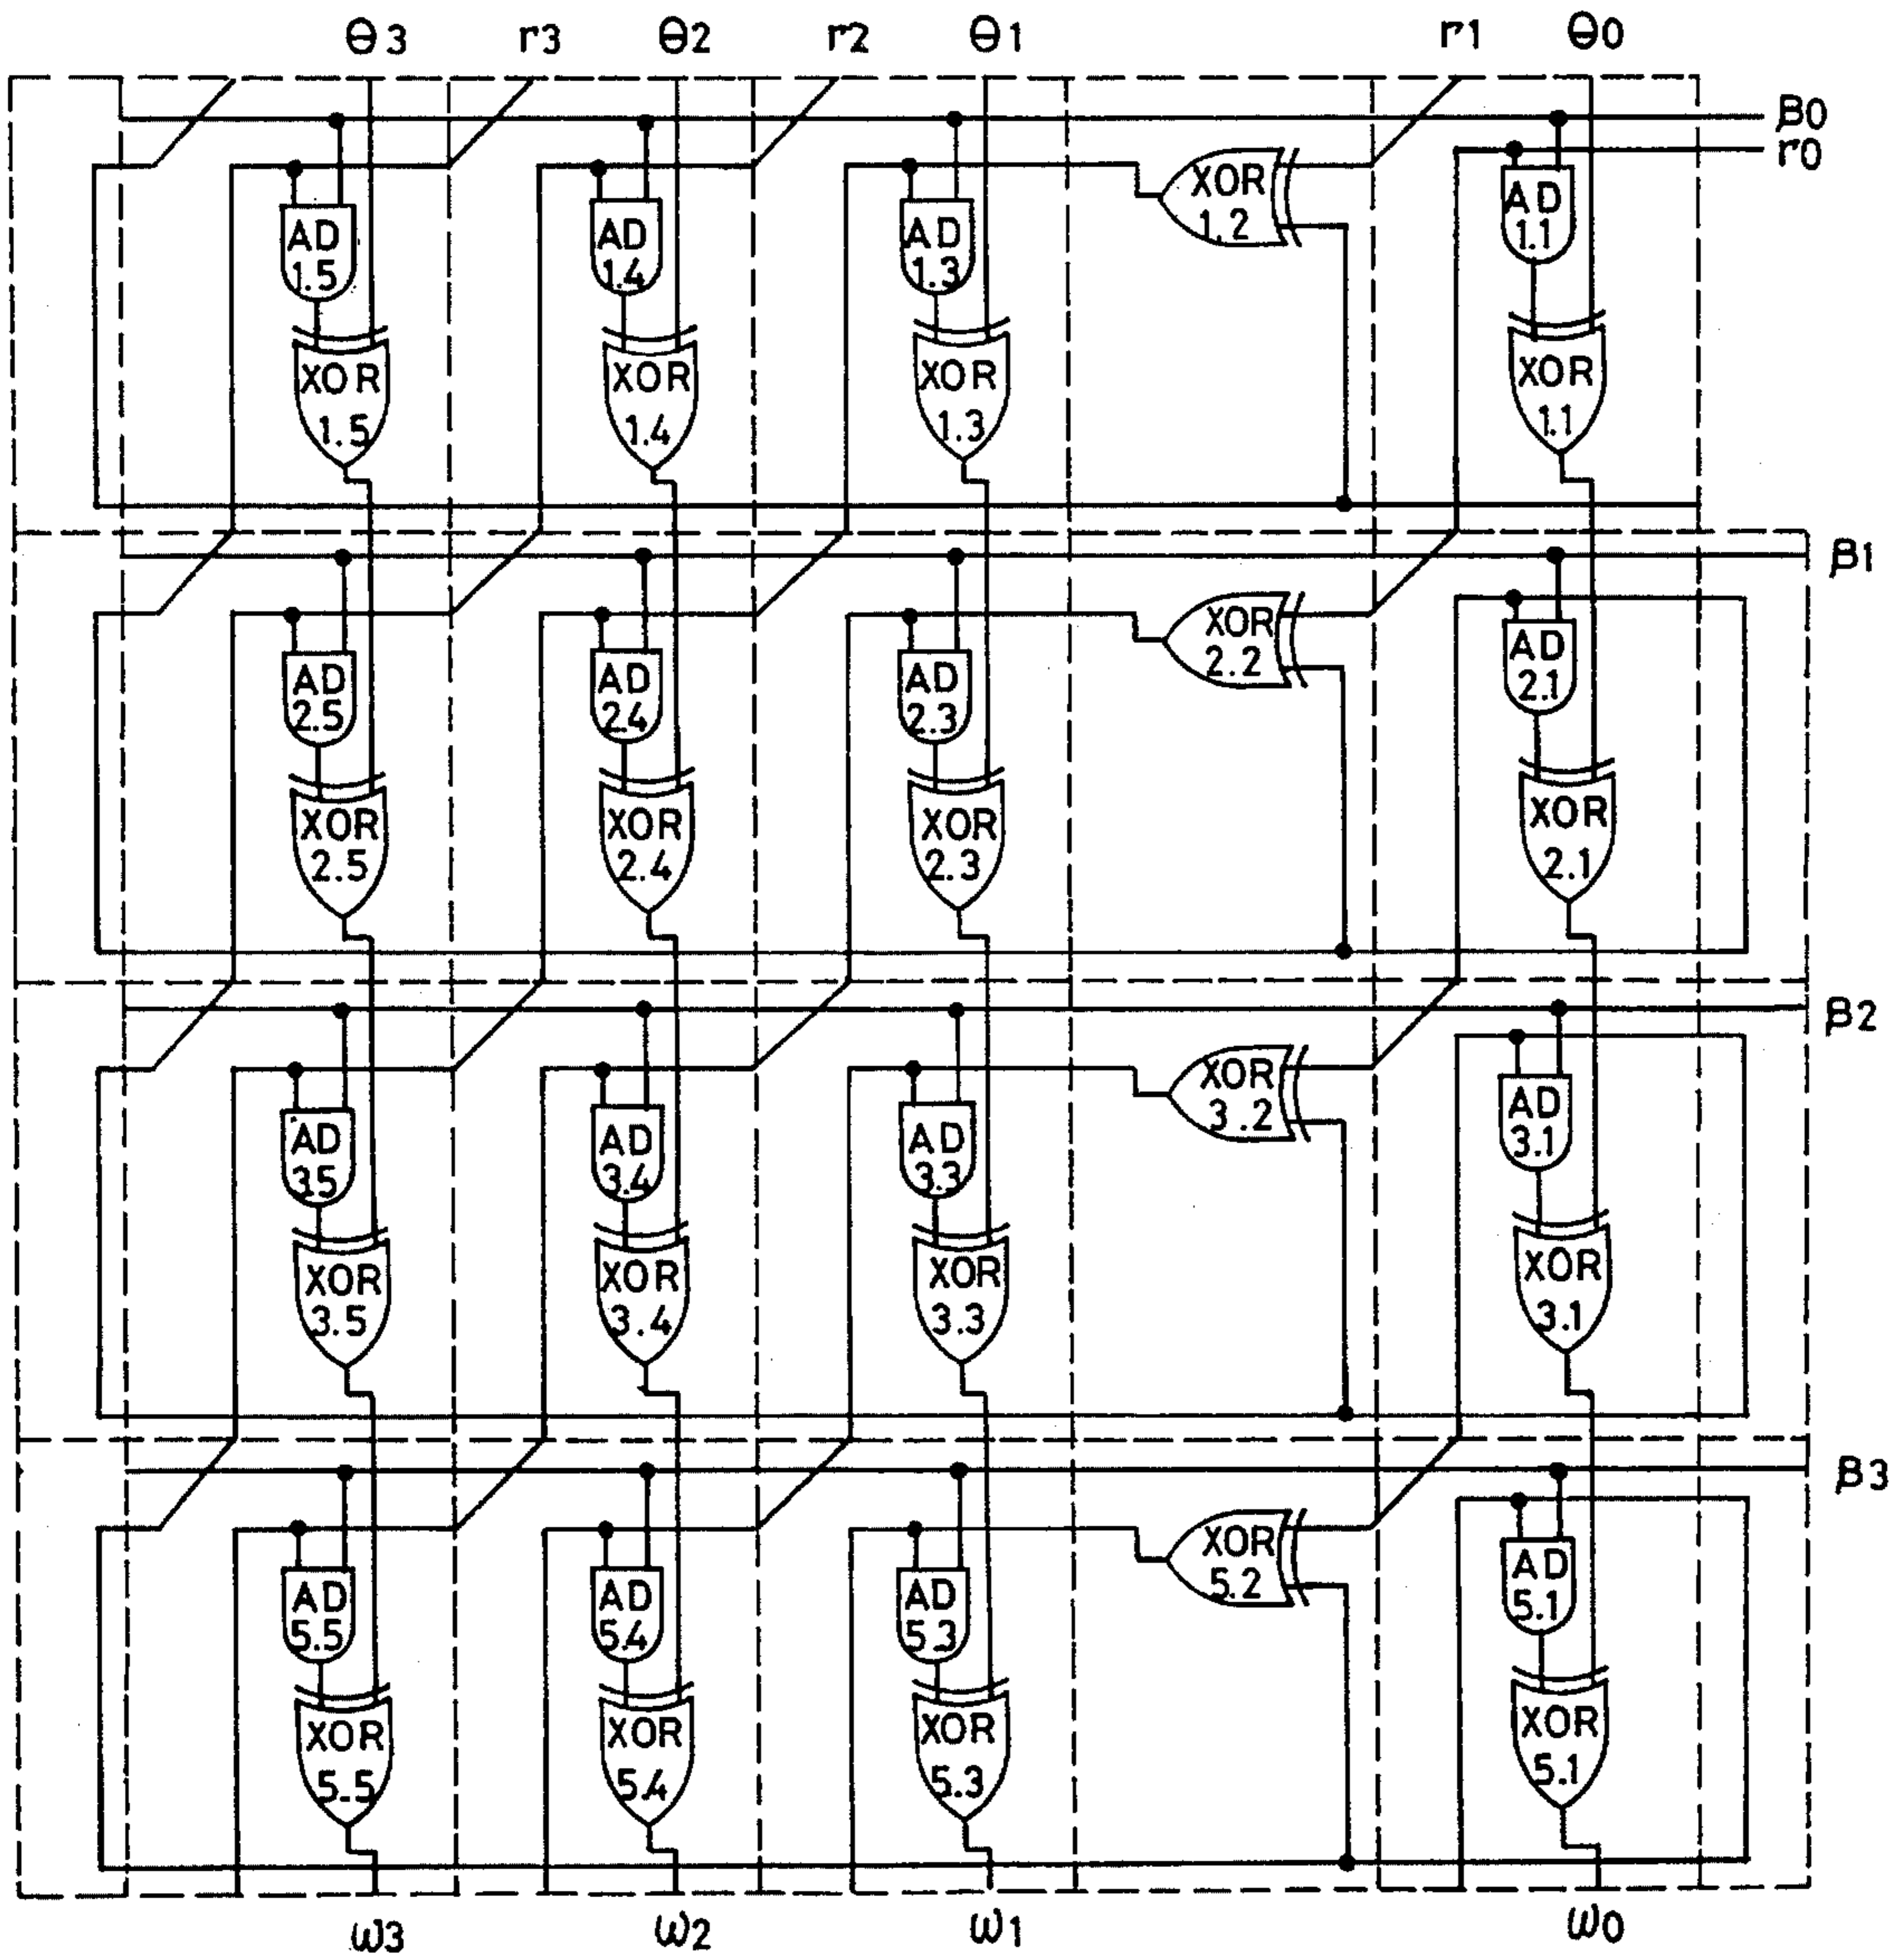 θ3 r3 θ2 r2 θ1 r1 θ0
β0
r0
AD 1.5
AD 1.4
AD 1.3
XOR 1.2
AD 1.1
XOR 1.5
XOR 1.4
XOR 1.3
XOR 1.1
β1
AD 2.5
AD 2.4
AD 2.3
XOR 2.2
AD 2.1
XOR 2.5
XOR 2.4
XOR 2.3
XOR 2.1
β2
AD 3.5
AD 3.4
AD 3.3
XOR 3.2
AD 3.1
XOR 3.5
XOR 3.4
XOR 3.3
XOR 3.1
β3
AD 5.5
AD 5.4
AD 5.3
XOR 5.2
AD 5.1
XOR 5.5
XOR 5.4
XOR 5.3
XOR 5.1
ω3 ω2 ω1 ω0